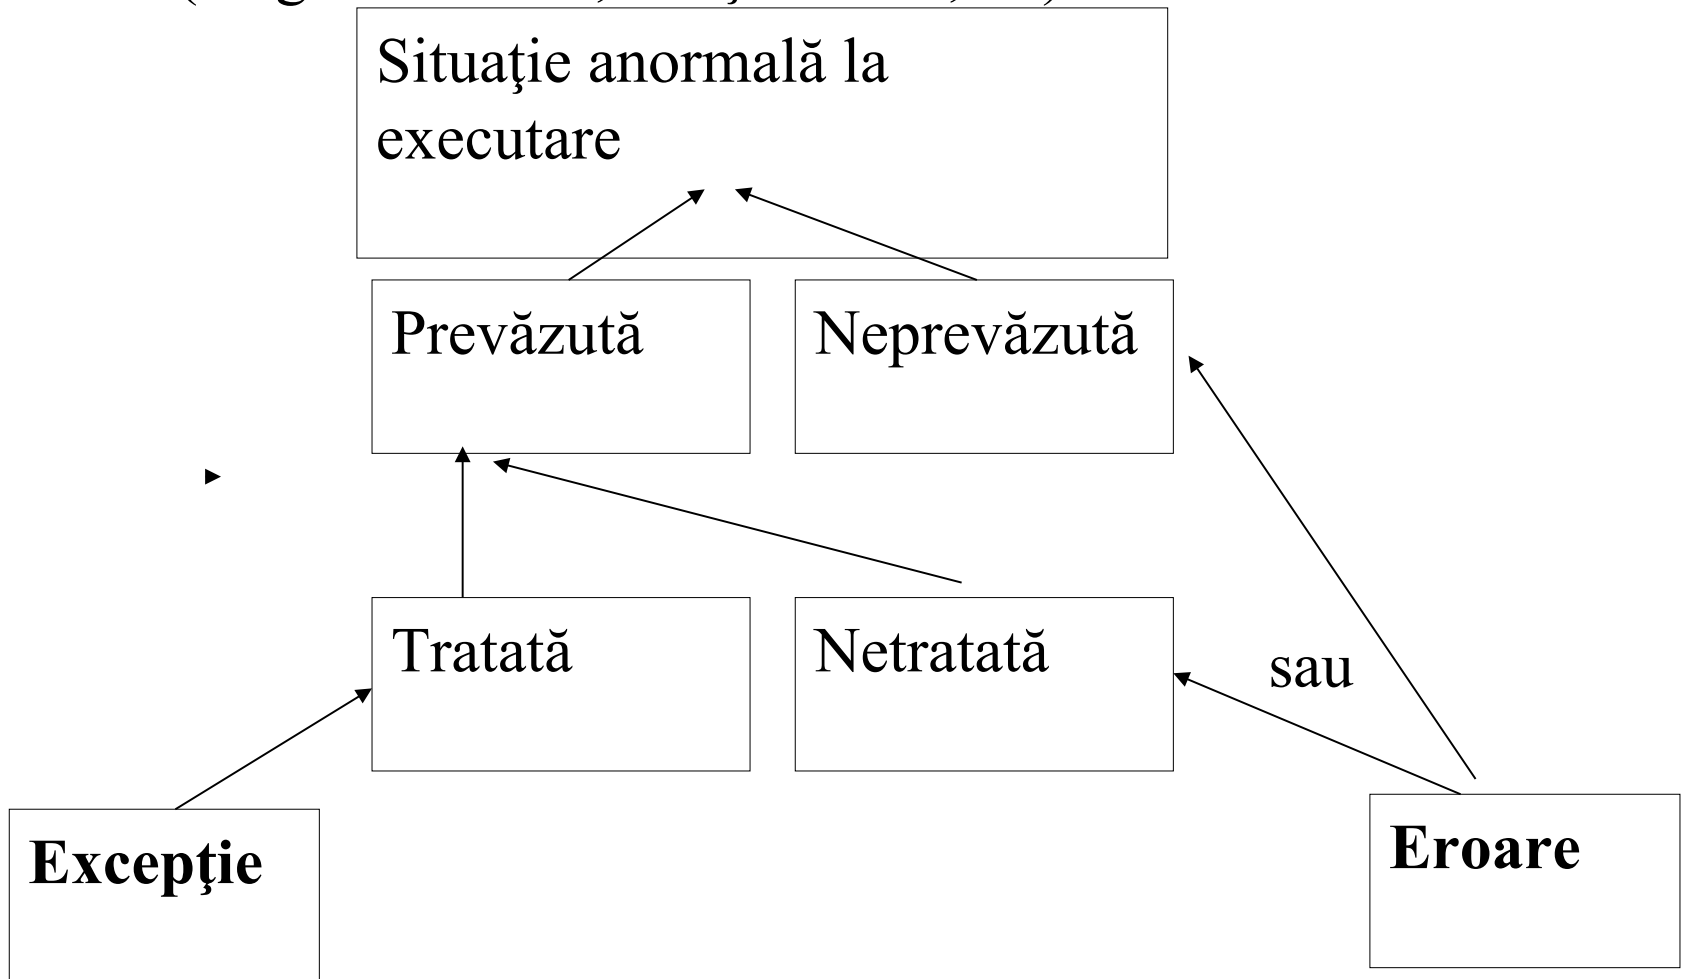 Situaţie anormală la
executare
Prevăzută
Neprevăzută
Tratată
Netratată
sau
Excepţie
Eroare